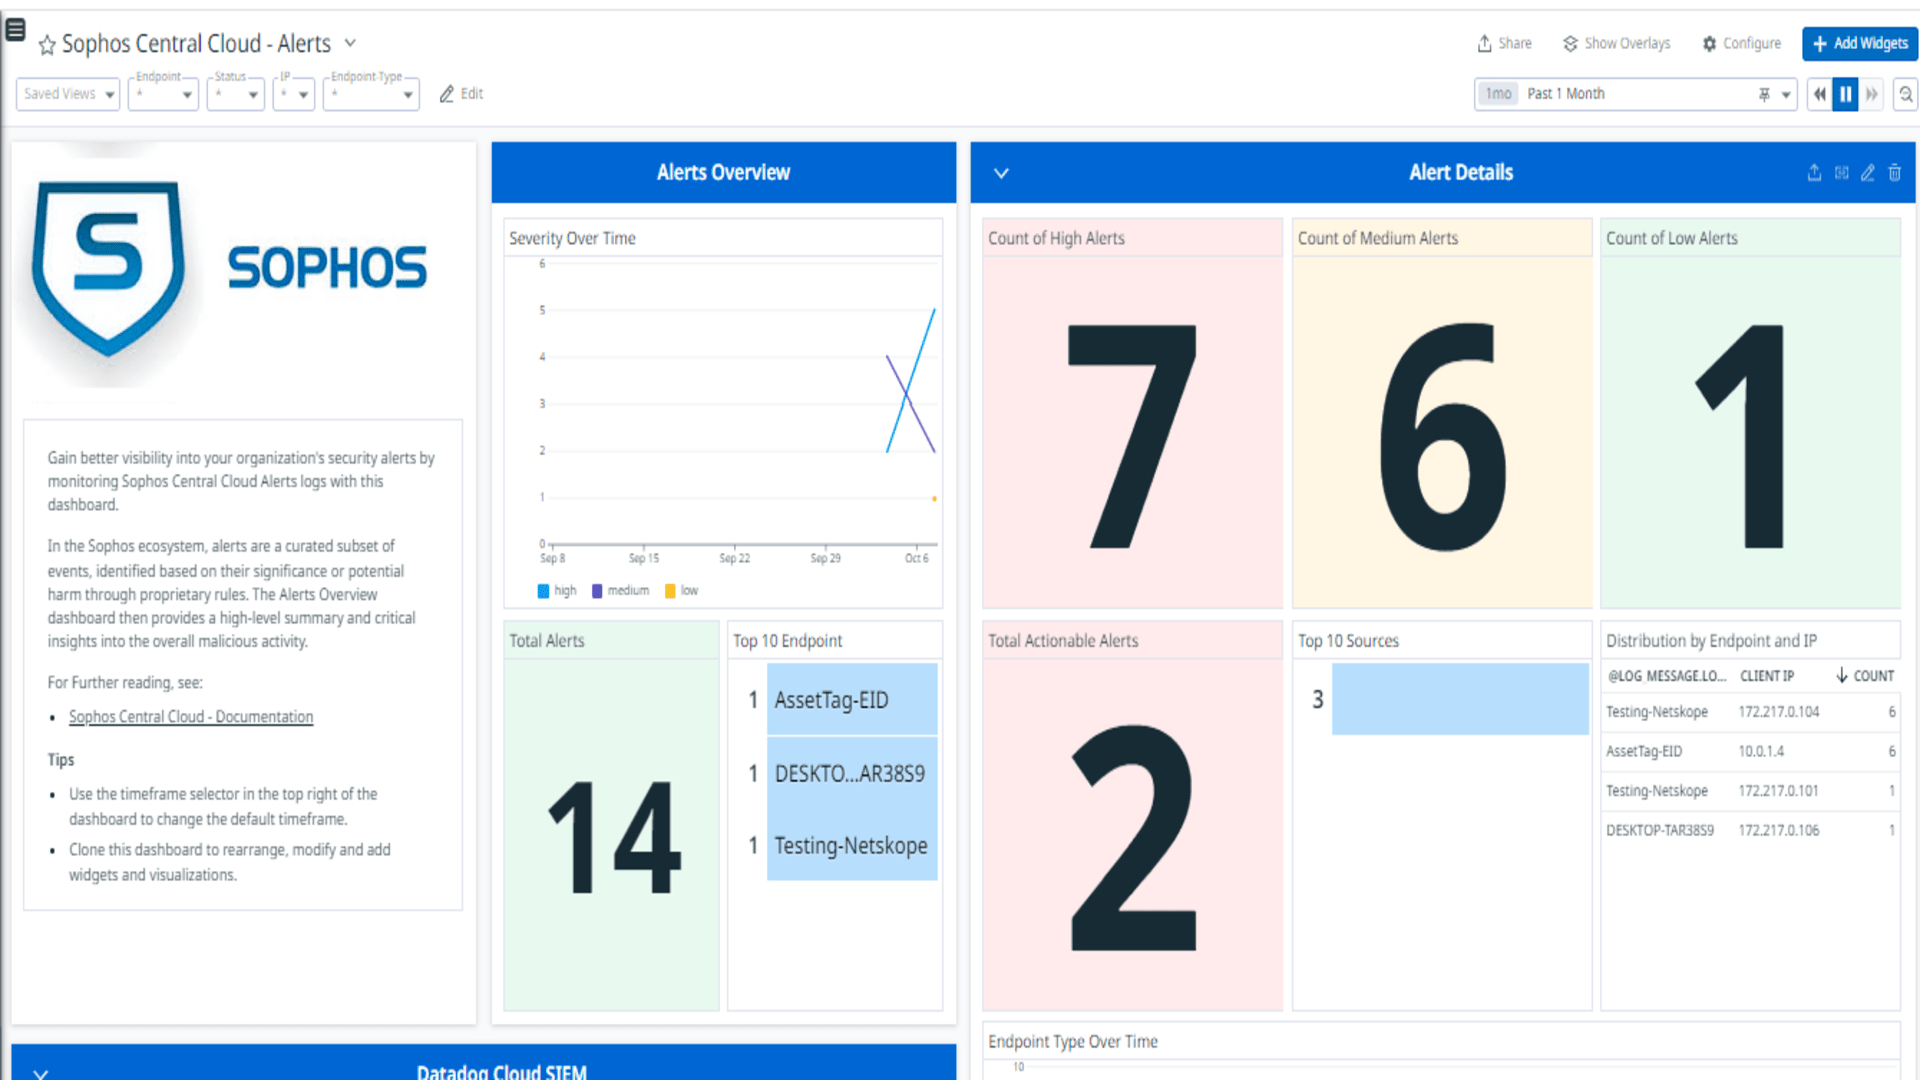 Sophos Central Cloud - Alerts
Share
Show Overlays
Configure
+ Add Widgets
Saved Views
Endpoint
*
Status
*
IP
*
Endpoint Type
*
Edit
1mo Past 1 Month
S
SOPHOS
Gain better visibility into your organization's security alerts by
monitoring Sophos Central Cloud Alerts logs with this
dashboard.
In the Sophos ecosystem, alerts are a curated subset of
events, identified based on their significance or potential
harm through proprietary rules. The Alerts Overview
dashboard then provides a high-level summary and critical
insights into the overall malicious activity.
For Further reading, see:
• Sophos Central Cloud - Documentation
Tips
• Use the timeframe selector in the top right of the
dashboard to change the default timeframe.
• Clone this dashboard to rearrange, modify and add
widgets and visualizations.
Alerts Overview
Severity Over Time
6
5
4
3
2
1
0
Sep 8 Sep 15 Sep 22 Sep 29 Oct 6
high medium low
Total Alerts
14
Top 10 Endpoint
1 AssetTag-EID
1 DESKTO...AR38S9
1 Testing-Netskope
Alert Details
Count of High Alerts
7
Count of Medium Alerts
6
Count of Low Alerts
1
Total Actionable Alerts
2
Top 10 Sources
3
Distribution by Endpoint and IP
@LOG_MESSAGE.LO... CLIENT IP ↓ COUNT
Testing-Netskope 172.217.0.104 6
AssetTag-EID 10.0.1.4 6
Testing-Netskope 172.217.0.101 1
DESKTOP-TAR38S9 172.217.0.106 1
Endpoint Type Over Time
10
Datadog Cloud SIEM